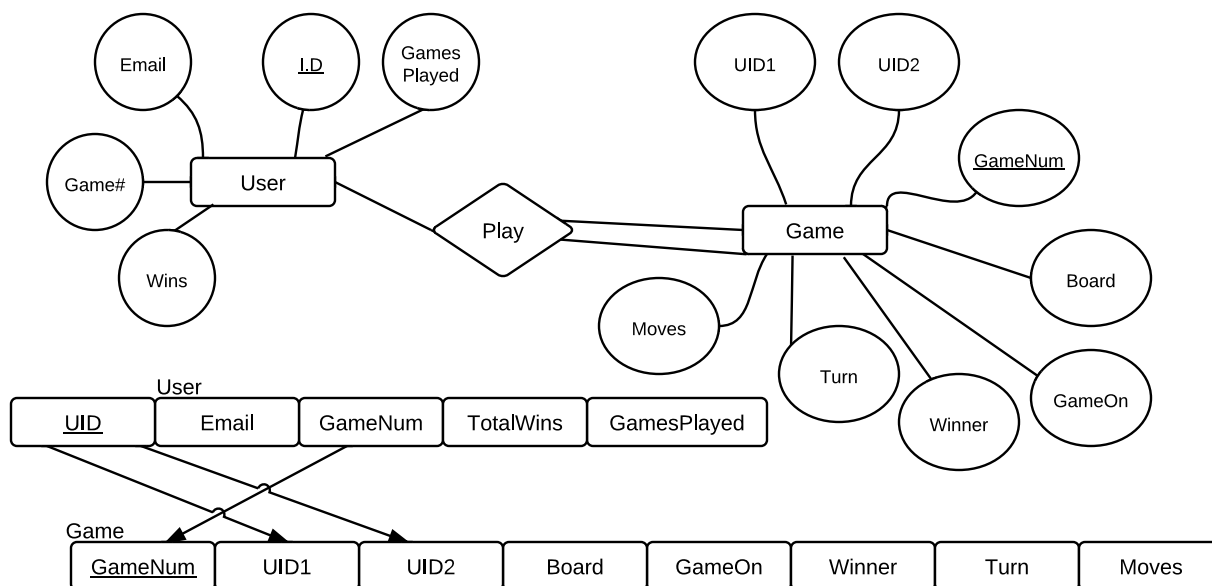 Email
I.D
Games
Played
UID1
UID2
GameNum
Game#
User
Play
Game
Wins
Board
Moves
Turn
GameOn
Winner
User
UID
Email
GameNum
TotalWins
GamesPlayed
Game
GameNum
UID1
UID2
Board
GameOn
Winner
Turn
Moves